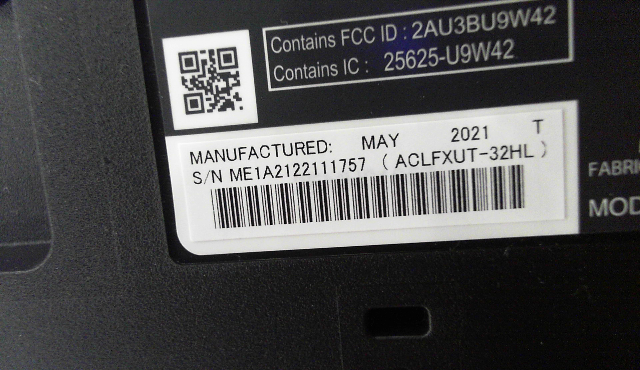 Contains FCC ID : 2AU3BU9W42
Contains IC : 25625-U9W42
MANUFACTURED: MAY 2021 T
S/N ME1A2122111757 ( ACLFXUT-32HL )
FABRI
MOD